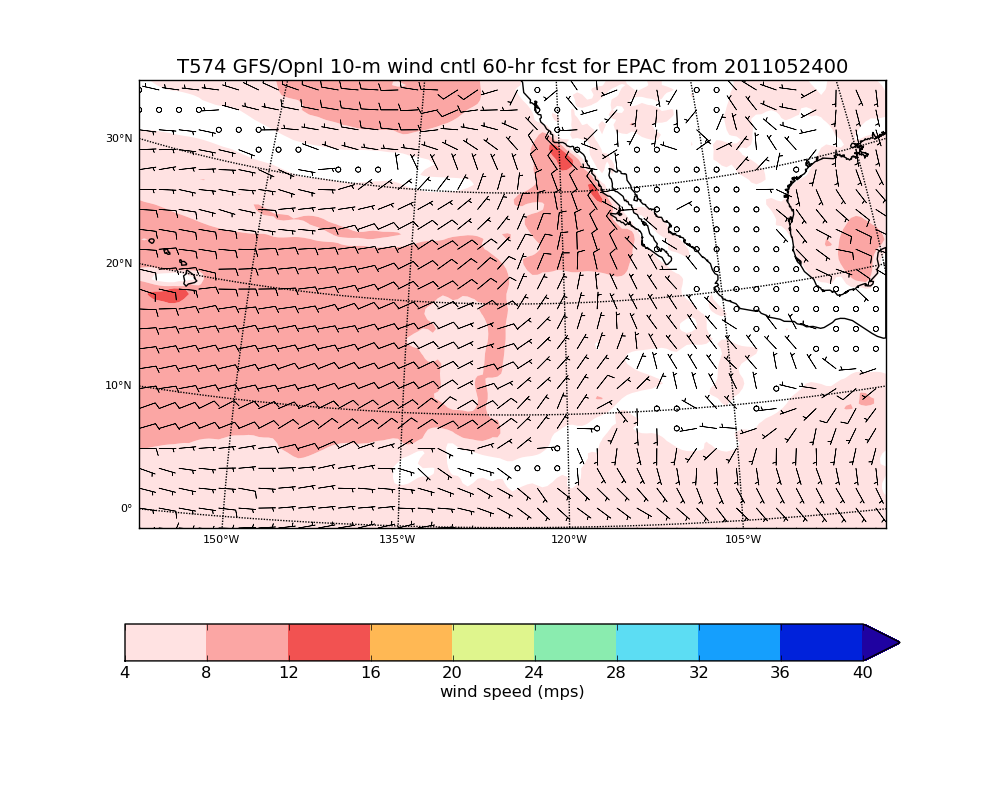 T574 GFS/Opnl 10-m wind cntl 60-hr fcst for EPAC from 2011052400
30°N
20°N
10°N
0°
150°W 135°W 120°W 105°W
4 8 12 16 20 24 28 32 36 40
wind speed (mps)